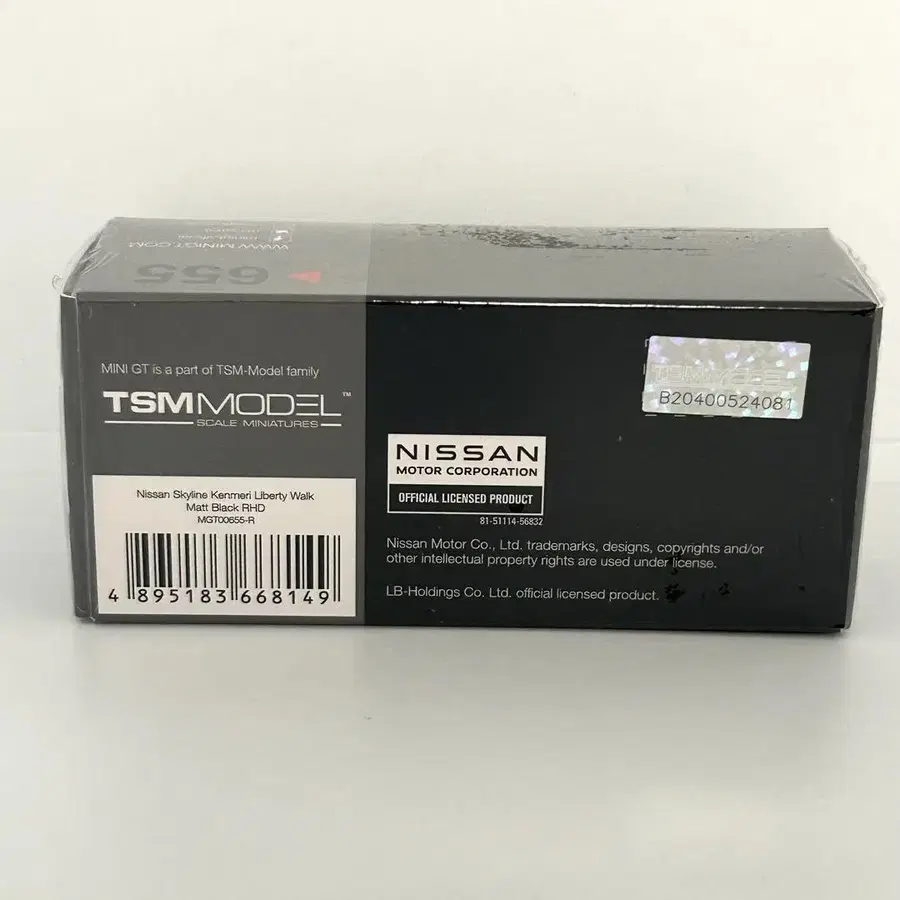 WWW.MINIGT.COM
655
MINI GT is a part of TSM-Model family
TSMMODEL™
SCALE MINIATURES
Nissan Skyline Kenmeri Liberty Walk
Matt Black RHD
MGT00655-R
4 895183 668149
B20400524081
NISSAN
MOTOR CORPORATION
OFFICIAL LICENSED PRODUCT
81-51114-56832
Nissan Motor Co., Ltd. trademarks, designs, copyrights and/or
other intellectual property rights are used under license.
LB-Holdings Co. Ltd. official licensed product.